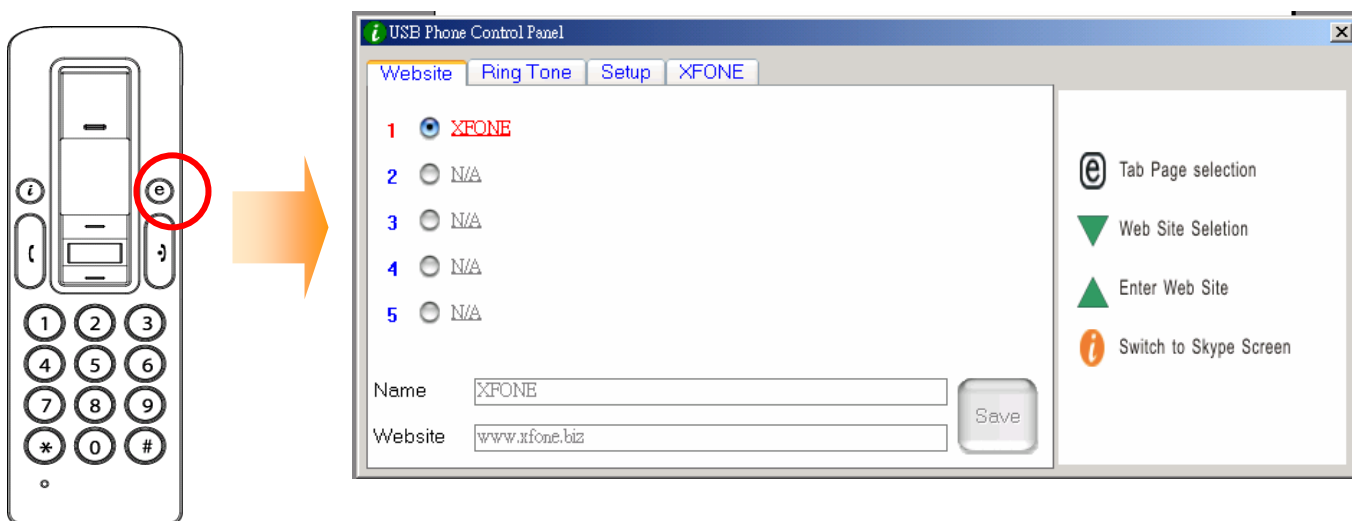 i
e
1 2 3
4 5 6
7 8 9
* 0 #
i USB Phone Control Panel
Website Ring Tone Setup XFONE
1 XFONE
2 N/A
3 N/A
4 N/A
5 N/A
Name XFONE
Website www.xfone.biz
Save
e Tab Page selection
Web Site Seletion
Enter Web Site
i Switch to Skype Screen